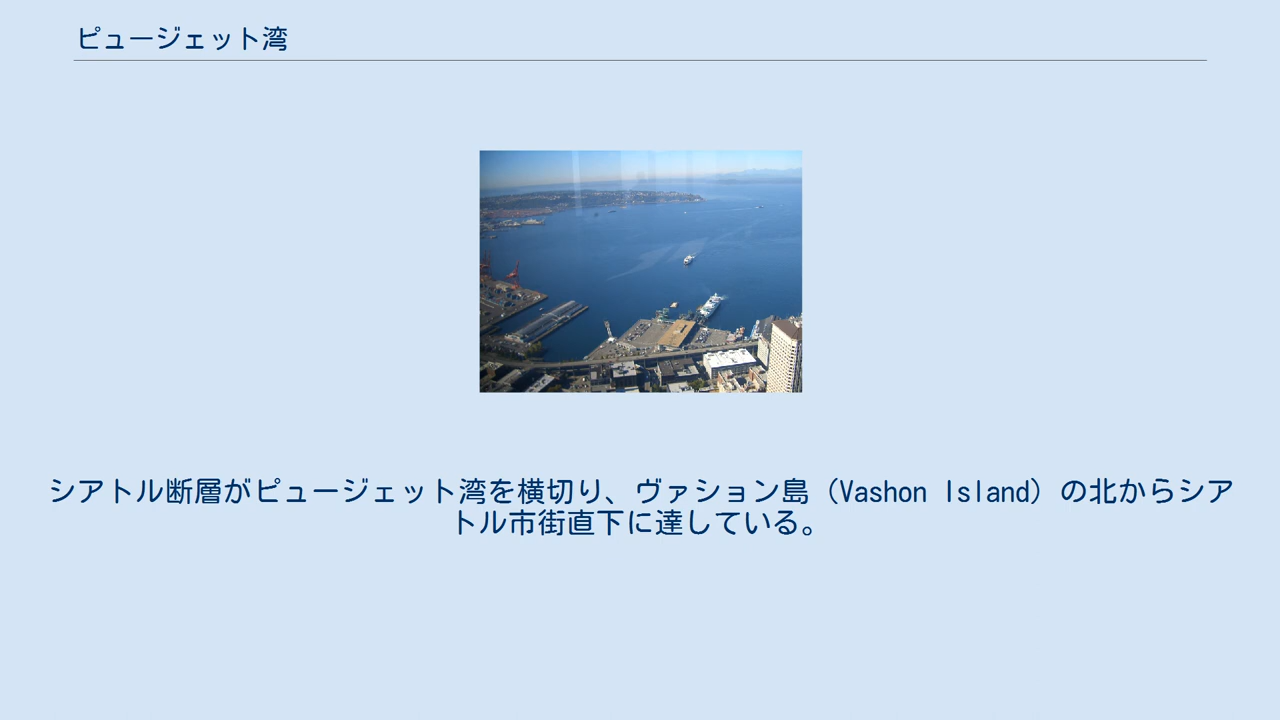 ピュージェット湾
シアトル断層がピュージェット湾を横切り、ヴァション島（Vashon Island）の北からシア
トル市街直下に達している。